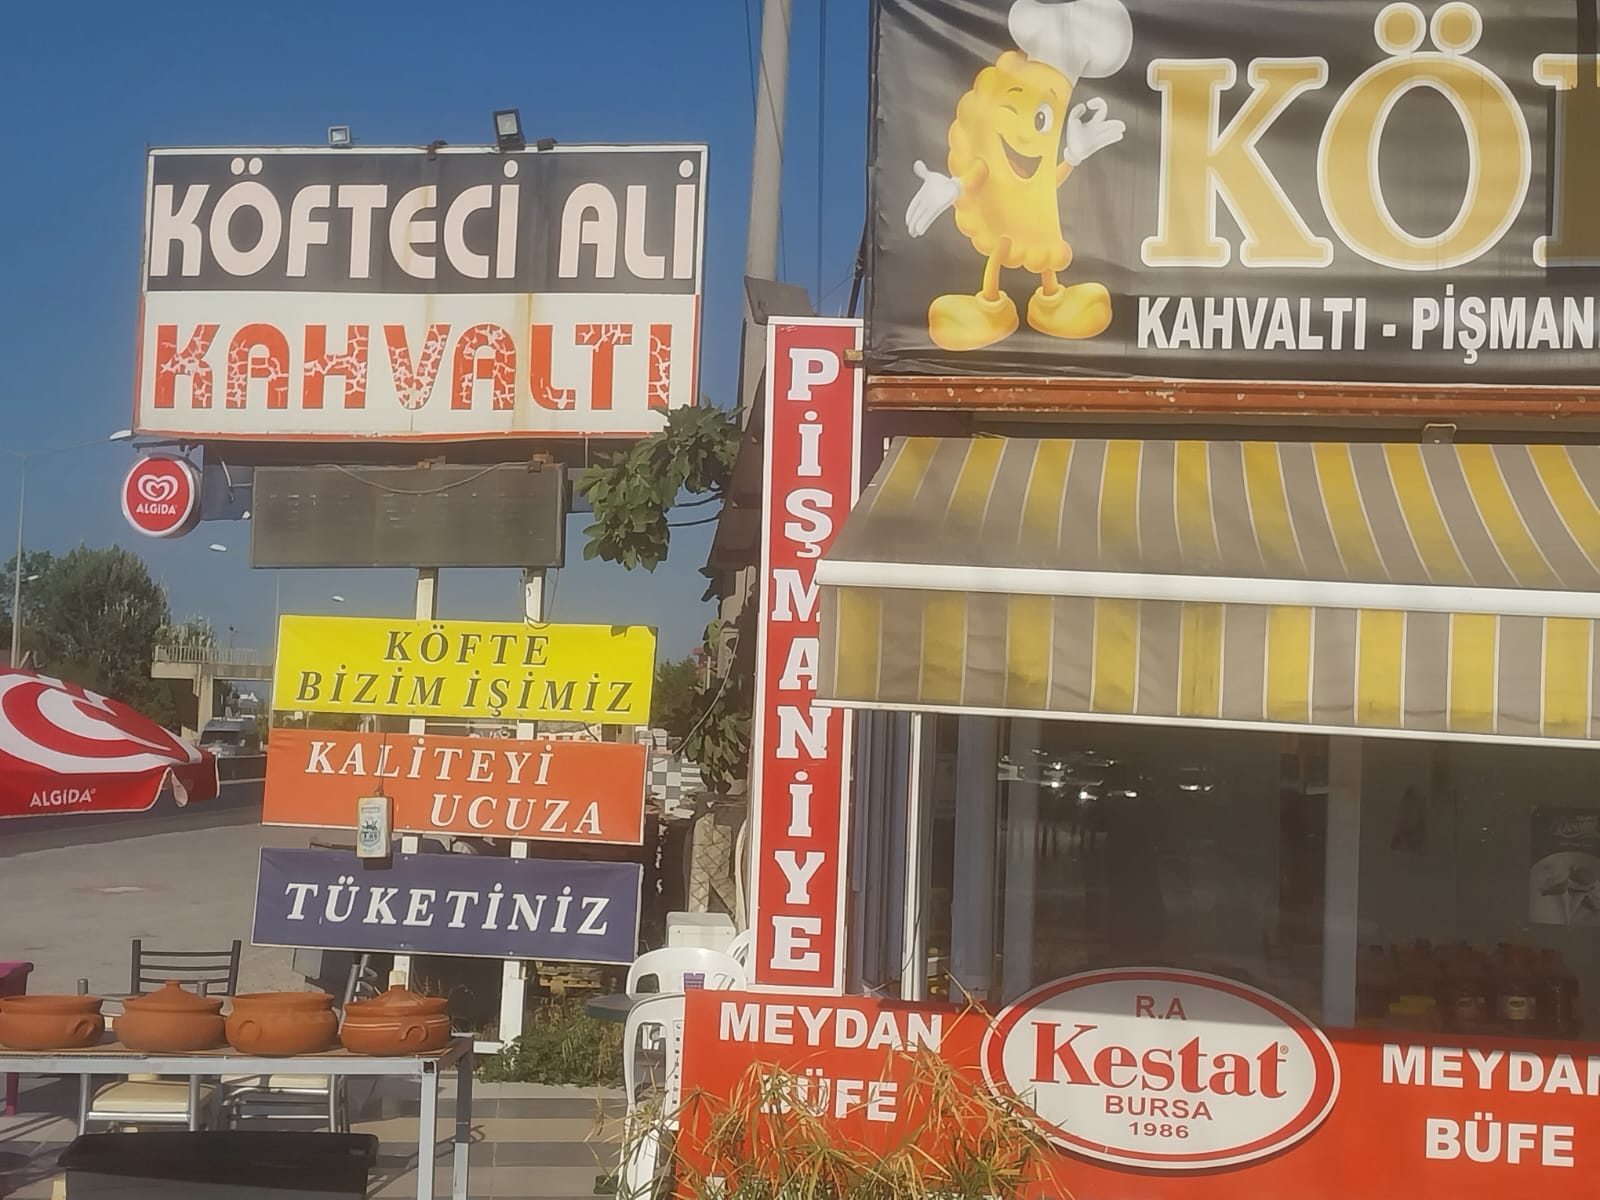 KÖFTECİ ALİ
KAHVALTI
ALGIDA
KÖFTE
BİZİM İŞİMİZ
KALİTEYİ
UCUZA
TÜKETİNİZ
ALGIDA
PİŞMANİYE
KÖ
KAHVALTI - PİŞMANİ
MEYDAN
BÜFE
R.A
Kestat
BURSA
1986
MEYDAN
BÜFE